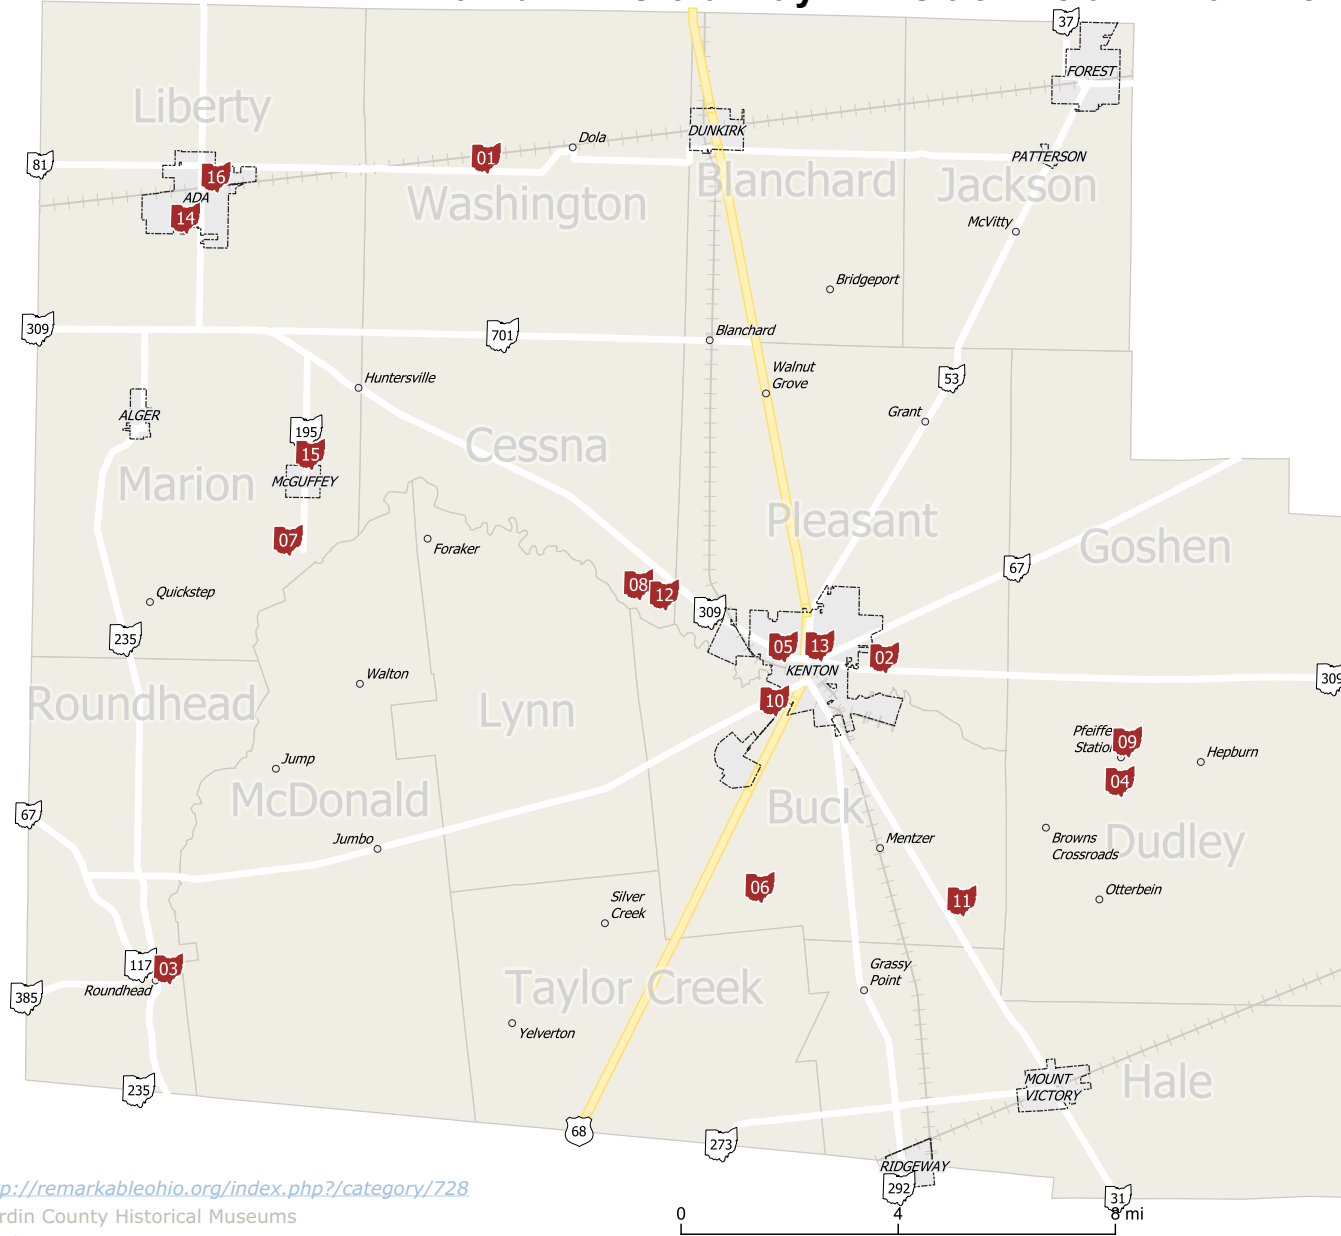 37
FOREST
Liberty
DUNKIRK
Dola
01
81
PATTERSON
16
ADA
Washington
Blanchard
Jackson
14
McVitty
Bridgeport
309
701
Blanchard
Walnut
Grove
Huntersville
53
ALGER
Grant
195
Cessna
15
Marion
McGUFFEY
Pleasant
07
Foraker
Goshen
67
Quickstep
08
12
309
235
05
13
02
KENTON
Walton
309
Roundhead
Lynn
10
Pfeiffe
Statio
09
Hepburn
Jump
04
McDonald
Buck
67
Jumbo
Mentzer
Browns
Crossroads
Dudley
06
Otterbein
Silver
Creek
11
117
03
Grassy
Point
Roundhead
385
Taylor Creek
Yelverton
235
MOUNT
VICTORY
Hale
68
273
RIDGEWAY
292
31
p://remarkableohio.org/index.php?/category/728
rdin County Historical Museums
0
4
8 mi